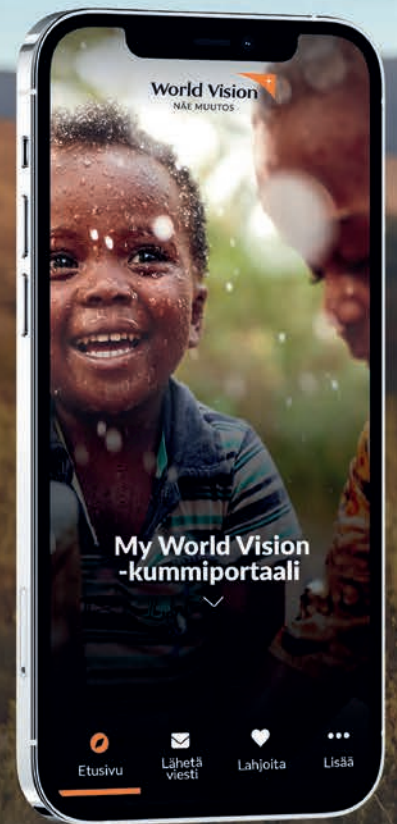 World Vision
NÄE MUUTOS
My World Vision
-kummiportaali
Etusivu
Lähetä
viesti
Lahjoita
Lisää